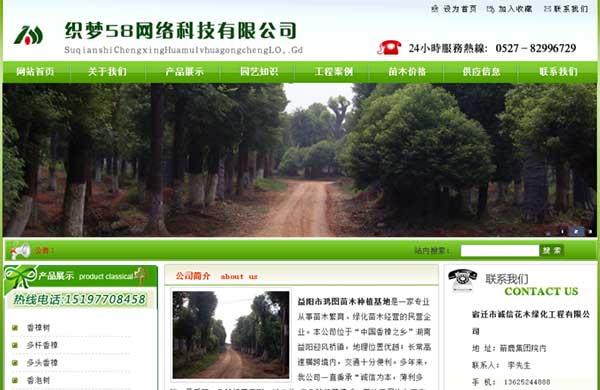 设为首页 加入收藏 联系我们
织梦58网络科技有限公司
SuqianshiChengxingHuamulvhuagongchengLO,.Gd
24小時服務熱線: 0527-82996729
网站首页 关于我们 产品展示 园艺知识 工程案例 苗木价格 供应信息 联系我们
1 2 3
公告: 站内搜索: 搜 索
产品展示 product classical
热线电话:15197708458
香樟树
多杆香樟
多头香樟
公司简介 about us
益阳市鸿图苗木种植基地是一家专业
从事苗木繁育、绿化苗木经营的民营企
业。本公司位于“中国香樟之乡”湖南
益阳迎风桥镇,地理位置优越:长常高
速横跨境内,交通十分便利。多年来,
我公司一直秉承“诚信为本,薄利多
联系我们
CONTACT US
宿迁市诚信花木绿化工程有限公司
地 址: 箭鹿集团院内
联系人: 李先生
手 机: 13625244888